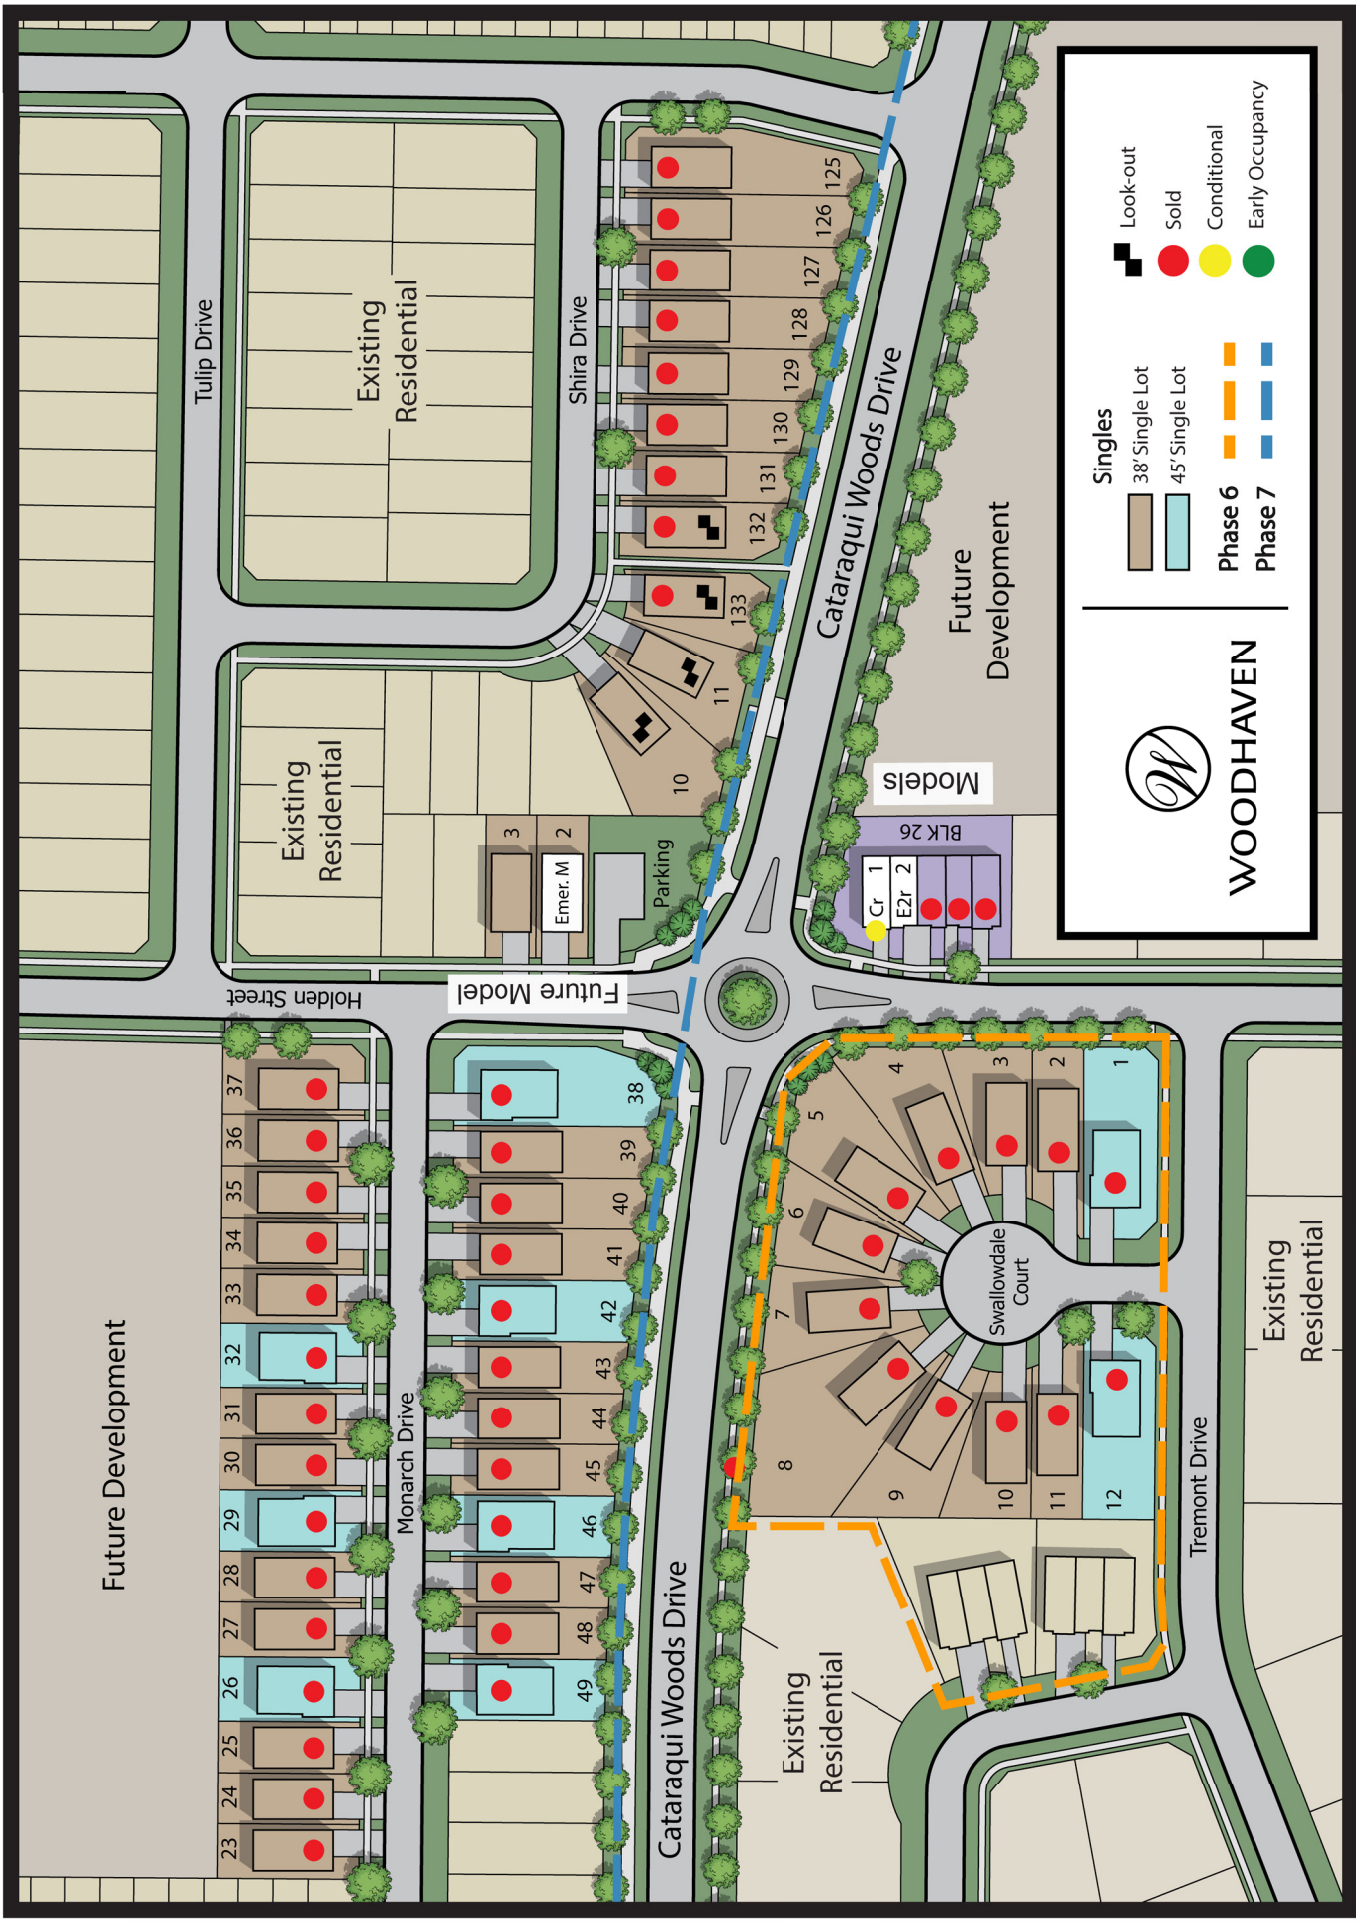 Tulip Drive
Existing
Residential
Shira Drive
125
126
127
128
129
130
131
132
133
11
10
Cataraqui Woods Drive
Future
Development
Existing
Residential
3
2
Emer. M
Parking
Models
BLK 26
Cr 1
E2r 2
Holden Street
Future Model
Singles
38' Single Lot
45' Single Lot
Phase 6
Phase 7
Look-out
Sold
Conditional
Early Occupancy
W
WOODHAVEN
Future Development
37
36
35
34
33
32
31
30
29
28
27
26
25
24
23
Monarch Drive
38
39
40
41
42
43
44
45
46
47
48
49
Cataraqui Woods Drive
1
2
3
4
5
6
7
8
9
10
11
12
Swallowdale
Court
Tremont Drive
Existing
Residential
Existing
Residential